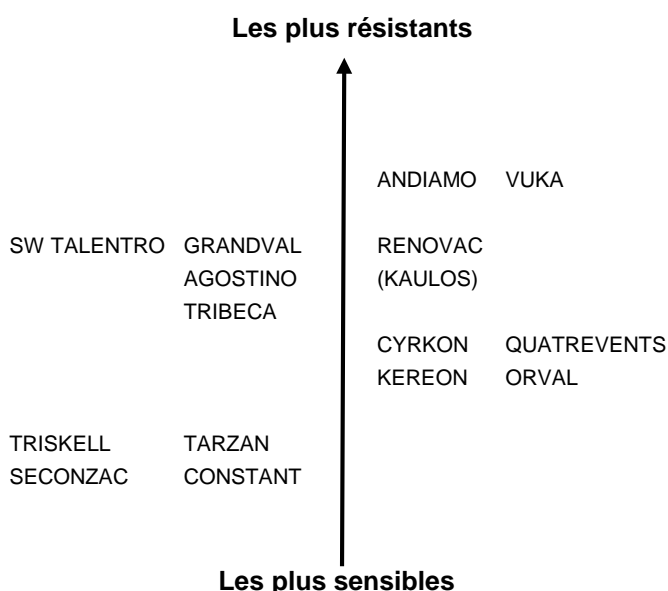 Les plus résistants
ANDIAMO VUKA
SW TALENTRO GRANDVAL RENOVAC
AGOSTINO (KAULOS)
TRIBECA
CYRKON QUATREVENTS
KEREON ORVAL
TRISKELL TARZAN
SECONZAC CONSTANT
Les plus sensibles